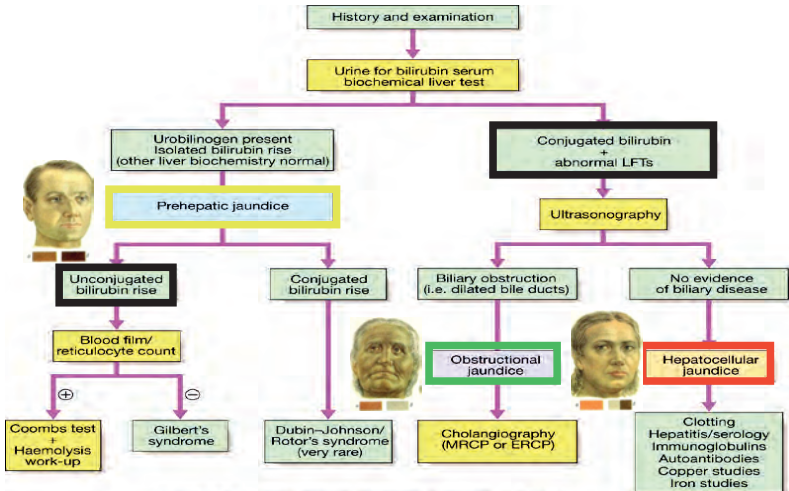 History and examination
Urine for bilirubin serum
biochemical liver test
Urobilinogen present
Isolated bilirubin rise
(other liver biochemistry normal)
Conjugated bilirubin
+
abnormal LFTs
Prehepatic jaundice
Ultrasonography
Unconjugated
bilirubin rise
Conjugated
bilirubin rise
Biliary obstruction
(i.e. dilated bile ducts)
No evidence
of biliary disease
Blood film/
reticulocyte count
Obstructional
jaundice
Hepatocellular
jaundice
+
−
Coombs test
+
Haemolysis
work-up
Gilbert's
syndrome
Dubin–Johnson/
Rotor's syndrome
(very rare)
Cholangiography
(MRCP or ERCP)
Clotting
Hepatitis/serology
Immunoglobulins
Autoantibodies
Copper studies
Iron studies